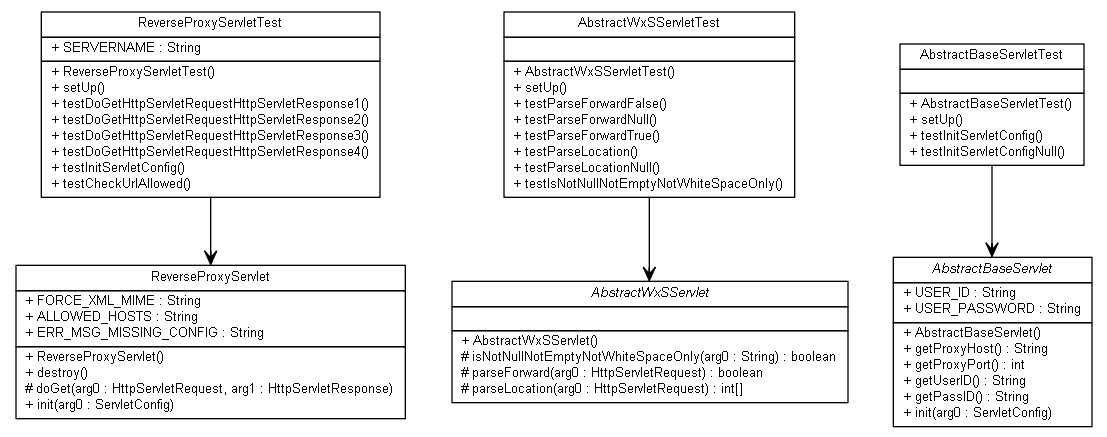 ReverseProxyServletTest
+ SERVERNAME : String
+ ReverseProxyServletTest()
+ setUp()
+ testDoGetHttpServletRequestHttpServletResponse1()
+ testDoGetHttpServletRequestHttpServletResponse2()
+ testDoGetHttpServletRequestHttpServletResponse3()
+ testDoGetHttpServletRequestHttpServletResponse4()
+ testInitServletConfig()
+ testCheckUrlAllowed()
AbstractWxSServletTest
+ AbstractWxSServletTest()
+ setUp()
+ testParseForwardFalse()
+ testParseForwardNull()
+ testParseForwardTrue()
+ testParseLocation()
+ testParseLocationNull()
+ testIsNotNullNotEmptyNotWhiteSpaceOnly()
AbstractBaseServletTest
+ AbstractBaseServletTest()
+ setUp()
+ testInitServletConfig()
+ testInitServletConfigNull()
ReverseProxyServlet
+ FORCE_XML_MIME : String
+ ALLOWED_HOSTS : String
+ ERR_MSG_MISSING_CONFIG : String
+ ReverseProxyServlet()
+ destroy()
# doGet(arg0 : HttpServletRequest, arg1 : HttpServletResponse)
+ init(arg0 : ServletConfig)
AbstractWxSServlet
+ AbstractWxSServlet()
# isNotNullNotEmptyNotWhiteSpaceOnly(arg0 : String) : boolean
# parseForward(arg0 : HttpServletRequest) : boolean
# parseLocation(arg0 : HttpServletRequest) : int[]
AbstractBaseServlet
+ USER_ID : String
+ USER_PASSWORD : String
+ AbstractBaseServlet()
+ getProxyHost() : String
+ getProxyPort() : int
+ getUserID() : String
+ getPassID() : String
+ init(arg0 : ServletConfig)